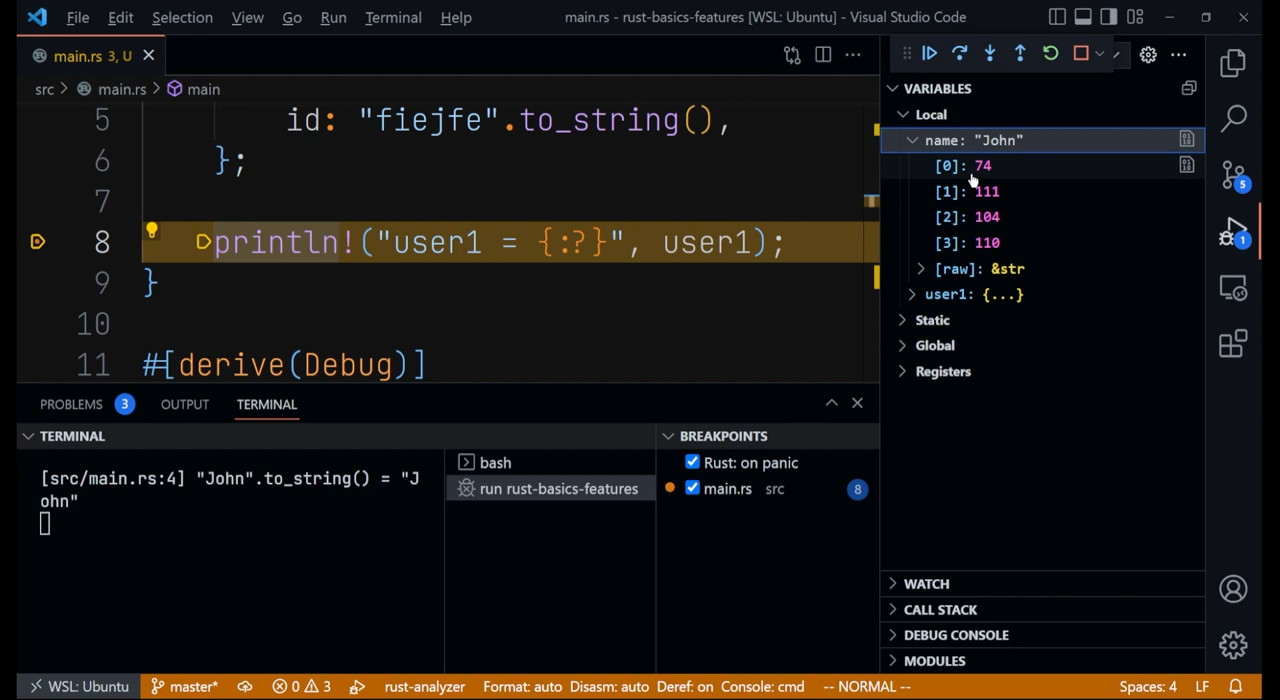 File Edit Selection View Go Run Terminal Help main.rs - rust-basics-features [WSL: Ubuntu] - Visual Studio Code
main.rs 3, U
src > main.rs > main
5 id: "fiejfe".to_string(),
6 };
7
8 println!("user1 = {:?}", user1);
9 }
10
11 #[derive(Debug)]
VARIABLES
Local
name: "John"
[0]: 74
[1]: 111
[2]: 104
[3]: 110
[raw]: &str
user1: {...}
Static
Global
Registers
5
1
PROBLEMS 3 OUTPUT TERMINAL
TERMINAL
[src/main.rs:4] "John".to_string() = "J
ohn"
bash
run rust-basics-features
BREAKPOINTS
Rust: on panic
main.rs src 8
WATCH
CALL STACK
DEBUG CONSOLE
MODULES
WSL: Ubuntu master* 0 3 rust-analyzer Format: auto Disasm: auto Deref: on Console: cmd -- NORMAL -- Spaces: 4 LF